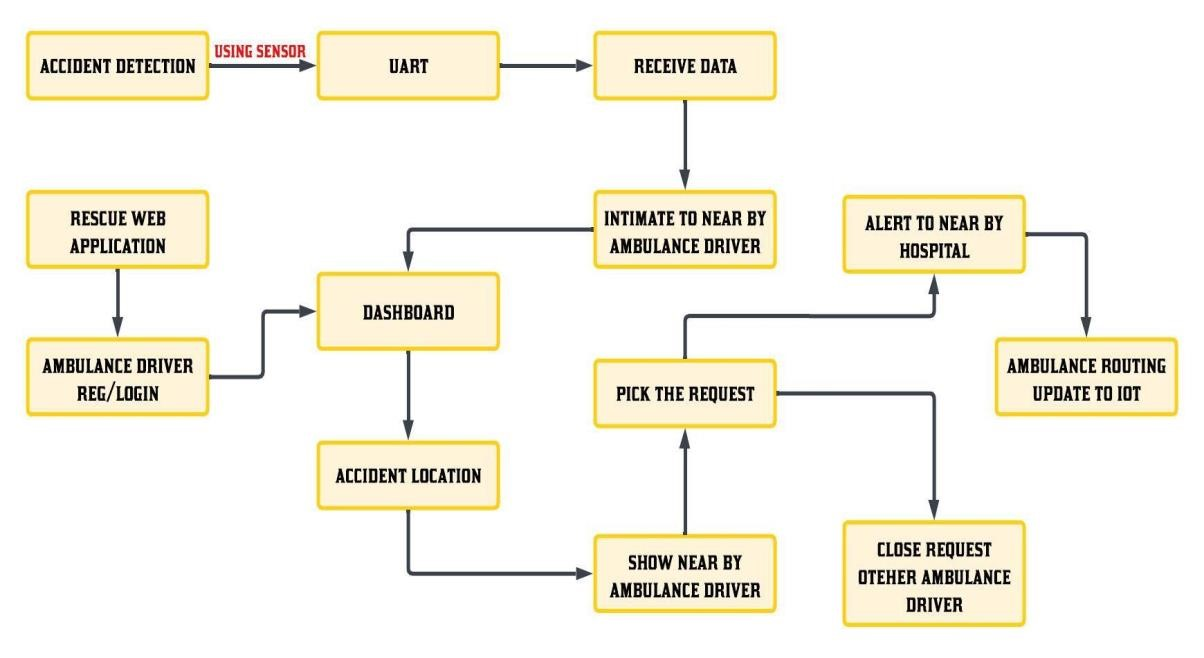 ACCIDENT DETECTION
USING SENSOR
UART
RECEIVE DATA
RESCUE WEB
APPLICATION
INTIMATE TO NEAR BY
AMBULANCE DRIVER
ALERT TO NEAR BY
HOSPITAL
DASHBOARD
AMBULANCE DRIVER
REG/LOGIN
PICK THE REQUEST
AMBULANCE ROUTING
UPDATE TO IOT
ACCIDENT LOCATION
SHOW NEAR BY
AMBULANCE DRIVER
CLOSE REQUEST
OTEHER AMBULANCE
DRIVER